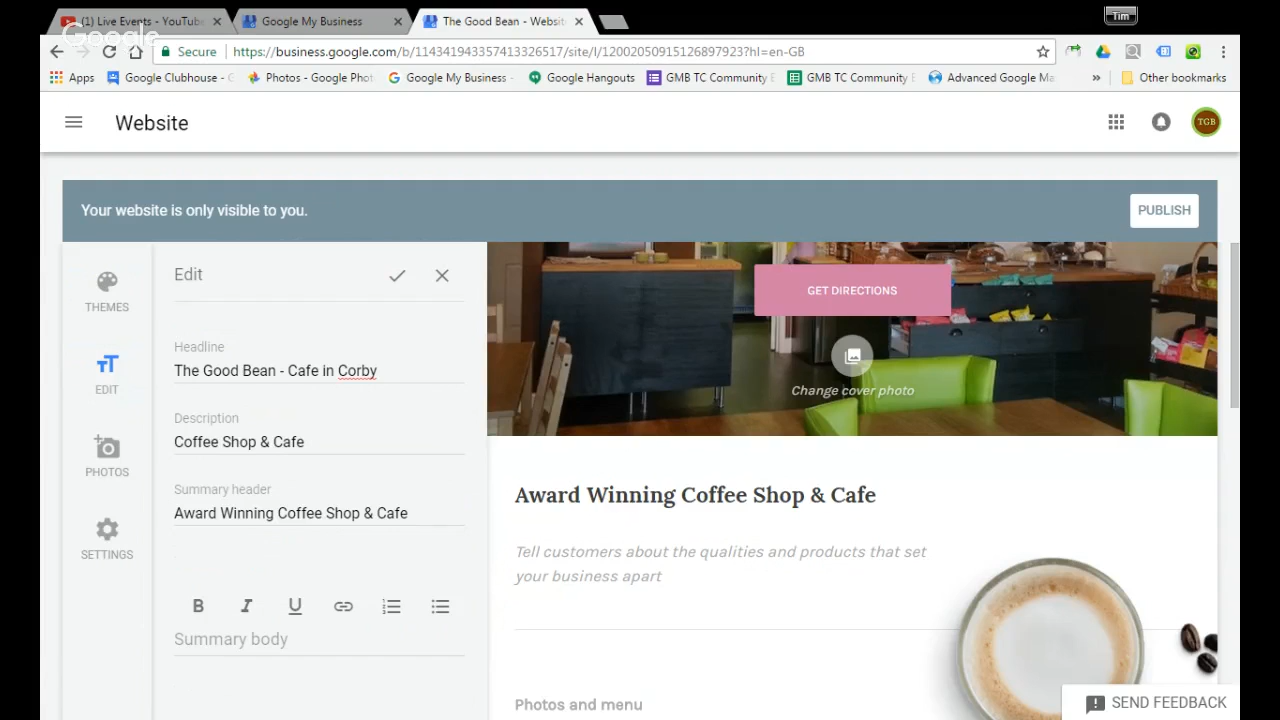 Tim
(1) Live Events - YouTube
Google My Business
The Good Bean - Websit
Google
Secure
https://business.google.com/b/114341943357413326517/site/l/12002050915126897923?hl=en-GB
Apps
Google Clubhouse - G
Photos - Google Phot
Google My Business -
Google Hangouts
GMB TC Community E
GMB TC Community E
Advanced Google Ma
»
Other bookmarks
Website
TGB
Your website is only visible to you.
PUBLISH
THEMES
EDIT
PHOTOS
SETTINGS
Edit
Headline
The Good Bean - Cafe in Corby
Description
Coffee Shop & Cafe
Summary header
Award Winning Coffee Shop & Cafe
B I U
Summary body
GET DIRECTIONS
Change cover photo
Award Winning Coffee Shop & Cafe
Tell customers about the qualities and products that set
your business apart
Photos and menu
SEND FEEDBACK